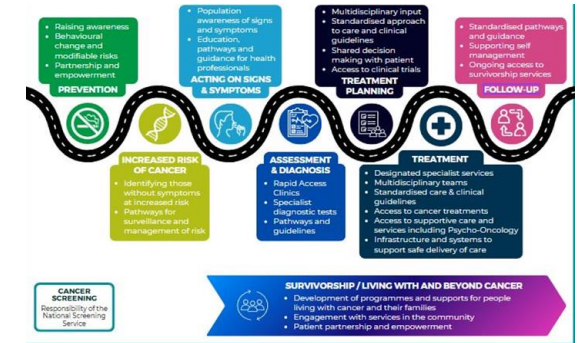 • Raising awareness
• Behavioural
change and
modifiable risks
• Partnership and
empowerment
PREVENTION
• Population
awareness of signs
and symptoms
• Education,
pathways and
guidance for health
professionals
ACTING ON SIGNS
& SYMPTOMS
• Multidisciplinary input
• Standardised approach
to care and clinical
guidelines
• Shared decision
making with patient
• Access to clinical trials
TREATMENT
PLANNING
• Standardised pathways
and guidance
• Supporting self
management
• Ongoing access to
survivorship services
FOLLOW-UP
INCREASED RISK
OF CANCER
• Identifying those
without symptoms
at increased risk
• Pathways for
surveillance and
management of risk
ASSESSMENT
& DIAGNOSIS
• Rapid Access
Clinics
• Specialist
diagnostic tests
• Pathways and
guidelines
TREATMENT
• Designated specialist services
• Multidisciplinary teams
• Standardised care & clinical
guidelines
• Access to cancer treatments
• Access to supportive care and
services including Psycho-Oncology
• Infrastructure and systems to
support safe delivery of care
CANCER
SCREENING
Responsibility of the
National Screening
Service
SURVIVORSHIP / LIVING WITH AND BEYOND CANCER
• Development of programmes and supports for people
living with cancer and their families
• Engagement with services in the community
• Patient partnership and empowerment